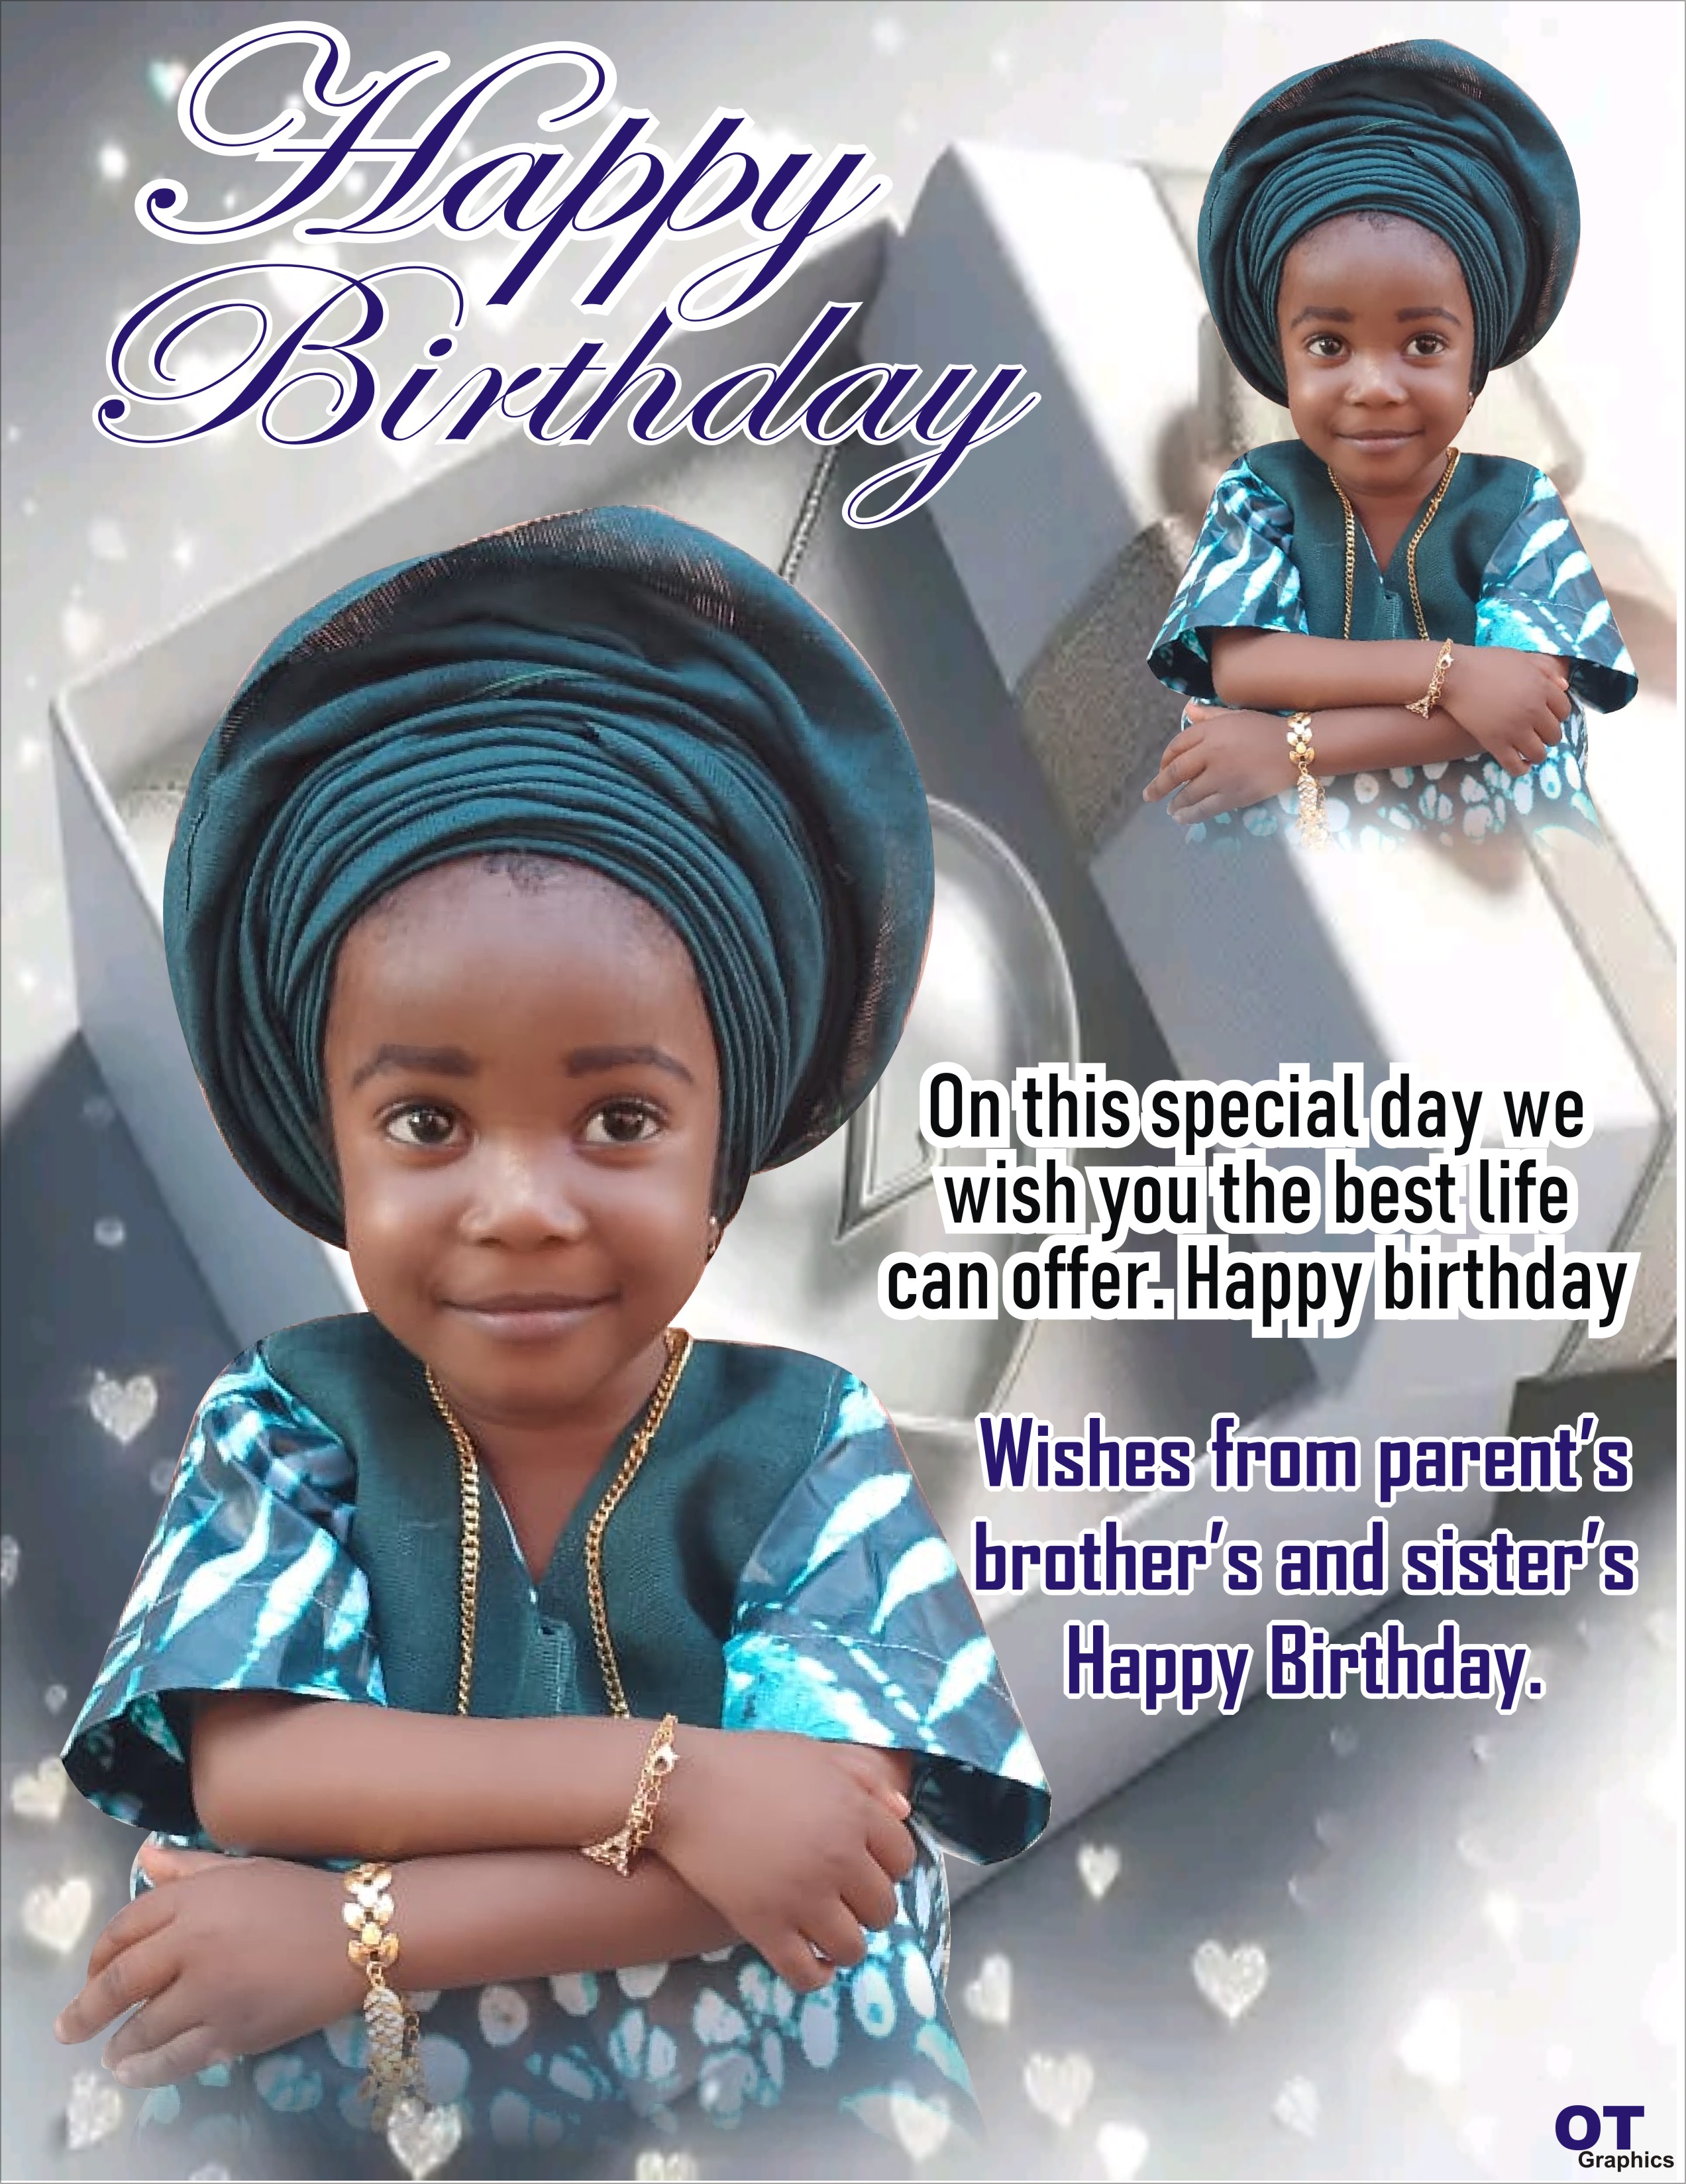 Happy
Birthday
On this special day we
wish you the best life
can offer. Happy birthday
Wishes from parent's
brother's and sister's
Happy Birthday.
OT
Graphics